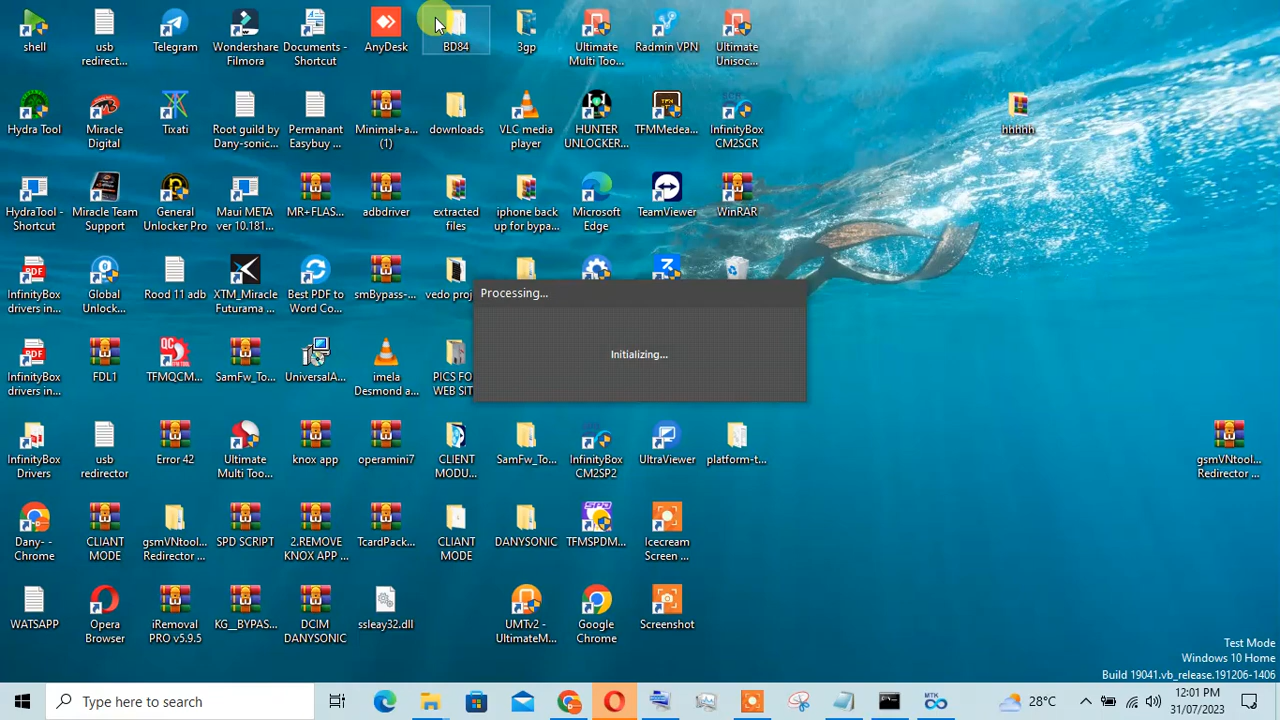 shell
usb
redirect...
Telegram
Wondershare
Filmora
Documents -
Shortcut
AnyDesk
BD84
3gp
Ultimate
Multi Too...
Radmin VPN
Ultimate
Unisoc...
Hydra Tool
Miracle
Digital
Tixati
Root guild by
Dany-sonic...
Permanant
Easybuy ...
Minimal+a...
(1)
downloads
VLC media
player
HUNTER
UNLOCKER...
TFMMedea...
InfinityBox
CM2SCR
hhhhh
HydraTool -
Shortcut
Miracle Team
Support
General
Unlocker Pro
Maui META
ver 10.181...
MR+FLAS...
adbdriver
extracted
files
iphone back
up for bypa...
Microsoft
Edge
TeamViewer
WinRAR
InfinityBox
drivers in...
Global
Unlock...
Rood 11 adb
XTM_Miracle
Futurama ...
Best PDF to
Word Co...
smBypass-...
vedo proj
Processing...
Initializing...
InfinityBox
drivers in...
FDL1
TFMQCM...
SamFw_To...
UniversalA...
imela
Desmond a...
PICS FO
WEB SIT
InfinityBox
Drivers
usb
redirector
Error 42
Ultimate
Multi Too...
knox app
operamini7
CLIENT
MODU...
SamFw_To...
InfinityBox
CM2SP2
UltraViewer
platform-t...
gsmVNtool...
Redirector ...
Dany- -
Chrome
CLIANT
MODE
gsmVNtool...
Redirector ...
SPD SCRIPT
2.REMOVE
KNOX APP ...
TcardPack...
CLIANT
MODE
DANYSONIC
SPD
TFMSPDM...
Icecream
Screen ...
WATSAPP
Opera
Browser
iRemoval
PRO v5.9.5
KG__BYPAS...
DCIM
DANYSONIC
ssleay32.dll
UMTv2 -
UltimateM...
Google
Chrome
Screenshot
Test Mode
Windows 10 Home
Build 19041.vb_release.191206-1406
Type here to search
MTK
28°C
12:01 PM
31/07/2023